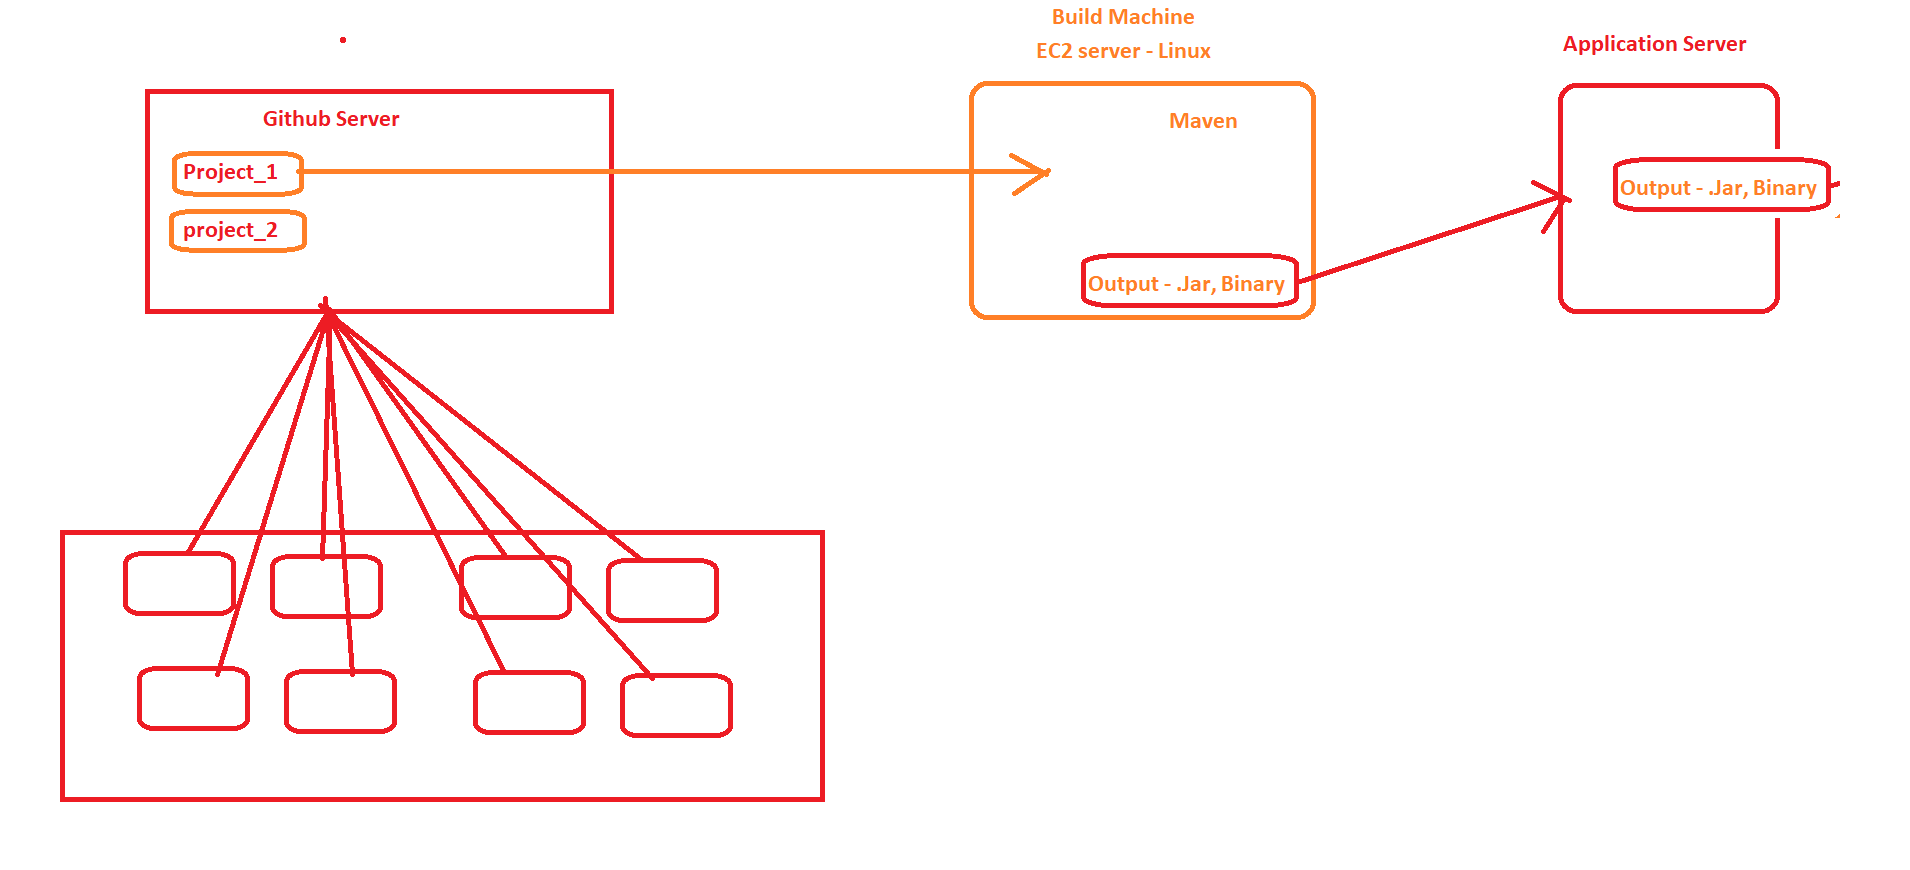 Build Machine
EC2 server - Linux
Application Server
Github Server
Maven
Project_1
Output - .Jar, Binary
project_2
Output - .Jar, Binary